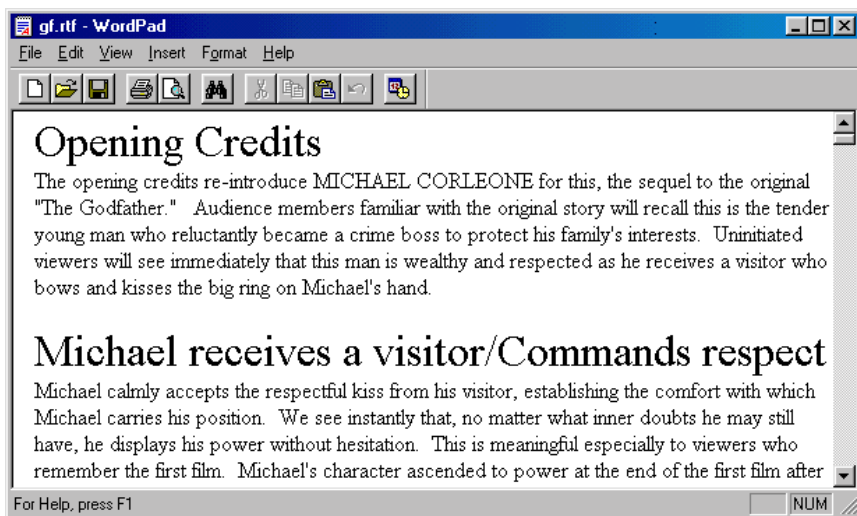 gf.rtf - WordPad
File Edit View Insert Format Help
Opening Credits
The opening credits re-introduce MICHAEL CORLEONE for this, the sequel to the original
"The Godfather."   Audience members familiar with the original story will recall this is the tender
young man who reluctantly became a crime boss to protect his family's interests.  Uninitiated
viewers will see immediately that this man is wealthy and respected as he receives a visitor who
bows and kisses the big ring on Michael's hand.
Michael receives a visitor/Commands respect
Michael calmly accepts the respectful kiss from his visitor, establishing the comfort with which
Michael carries his position.  We see instantly that, no matter what inner doubts he may still
have, he displays his power without hesitation.  This is meaningful especially to viewers who
remember the first film.  Michael's character ascended to power at the end of the first film after
For Help, press F1
NUM